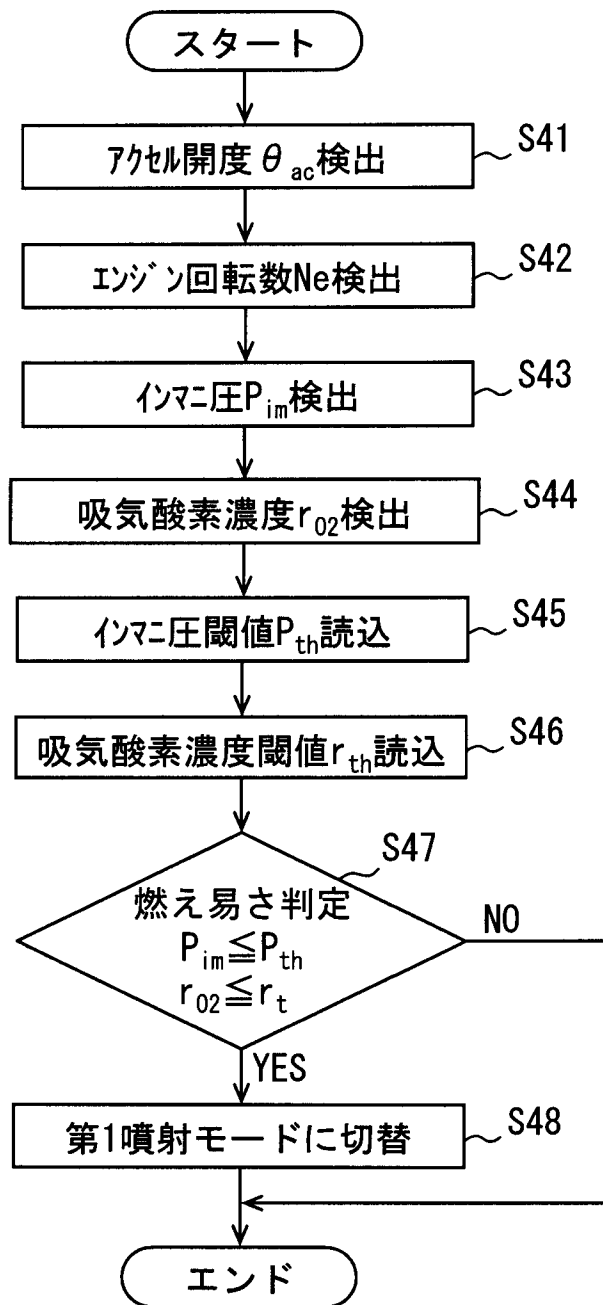 スタート
アクセル開度θac検出
S41
エンジン回転数Ne検出
S42
インマニ圧Pim検出
S43
吸気酸素濃度rO2検出
S44
インマニ圧閾値Pth読込
S45
吸気酸素濃度閾値rth読込
S46
S47
燃え易さ判定
Pim≦Pth
rO2≦rt
NO
YES
第1噴射モードに切替
S48
エンド